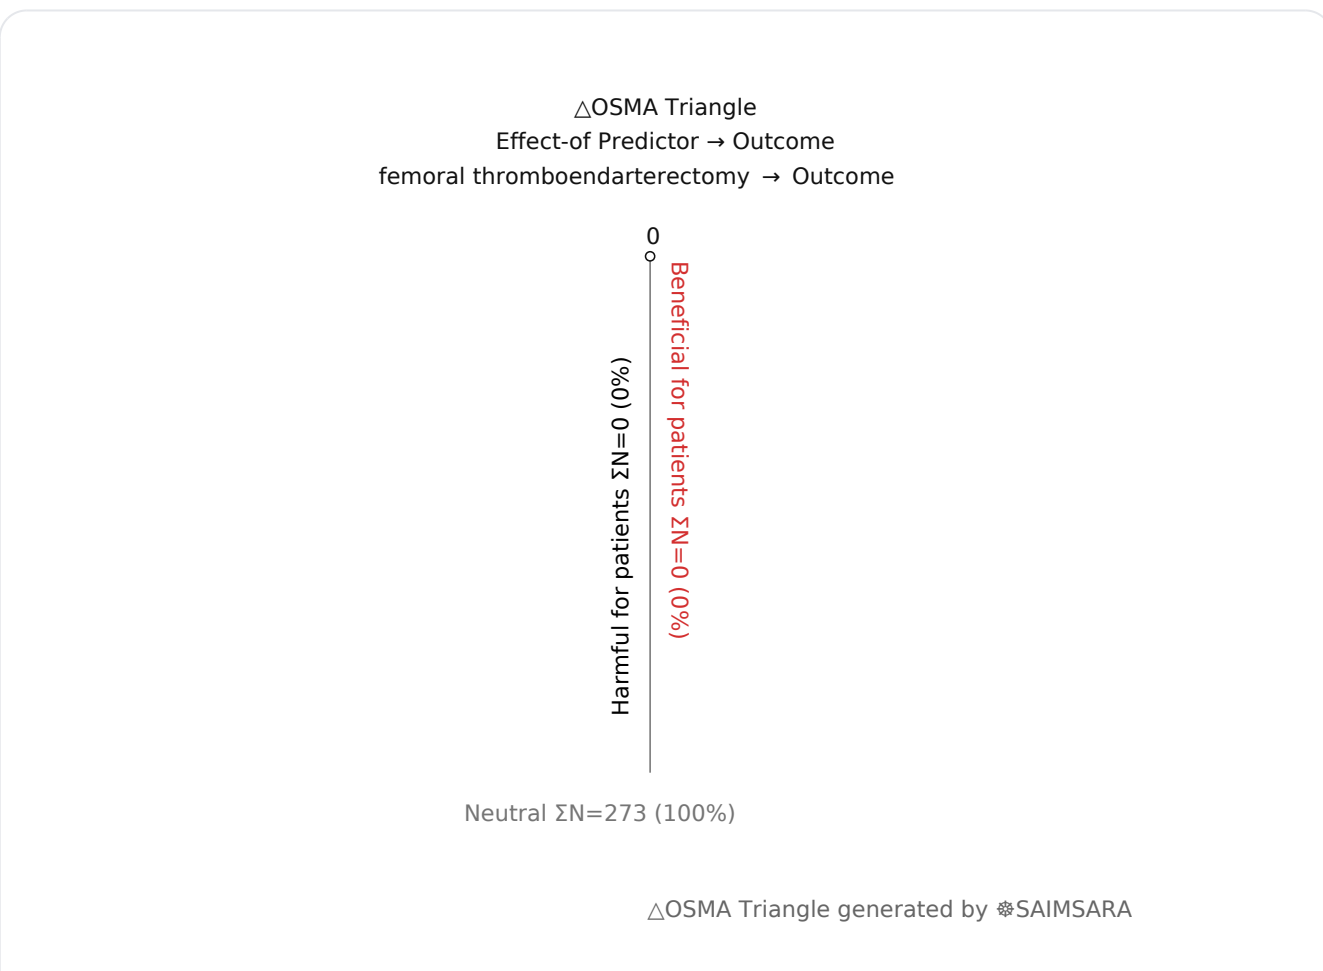 △OSMA Triangle
Effect-of Predictor → Outcome
femoral thromboendarterectomy → Outcome
0
Harmful for patients ΣN=0 (0%)
Beneficial for patients ΣN=0 (0%)
Neutral ΣN=273 (100%)
△OSMA Triangle generated by ☸SAIMSARA